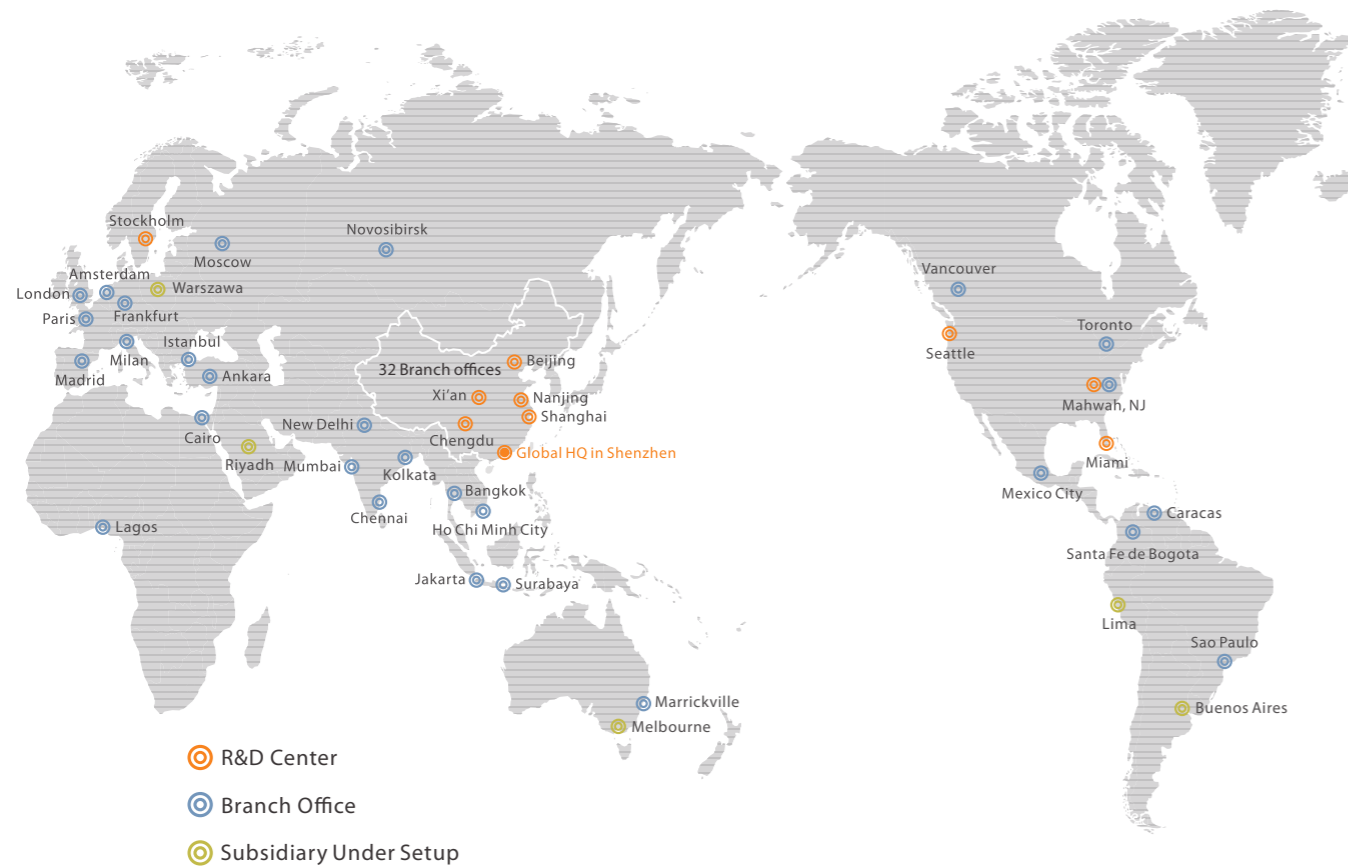 Stockholm
Moscow
Novosibirsk
Amsterdam
London
Warszawa
Frankfurt
Paris
Istanbul
Milan
Madrid
Ankara
Cairo
Riyadh
Lagos
32 Branch offices
Beijing
Xi'an
Nanjing
Shanghai
Chengdu
Global HQ in Shenzhen
New Delhi
Mumbai
Kolkata
Chennai
Bangkok
Ho Chi Minh City
Jakarta
Surabaya
Marrickville
Melbourne
Vancouver
Seattle
Toronto
Mahwah, NJ
Miami
Mexico City
Caracas
Santa Fe de Bogota
Lima
Sao Paulo
Buenos Aires
R&D Center
Branch Office
Subsidiary Under Setup